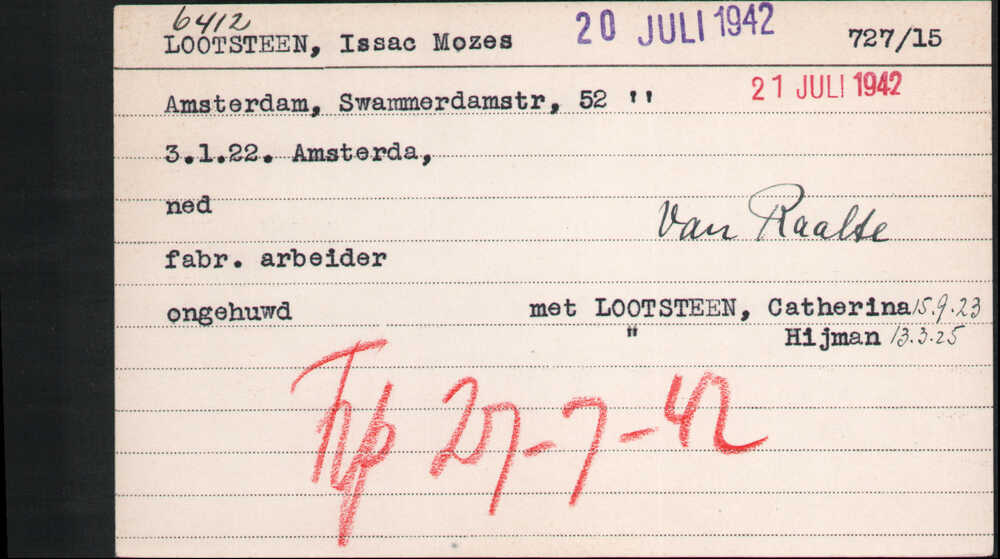 6412
LOOTSTEEN, Issac Mozes 20 JULI 1942 727/15
Amsterdam, Swammerdamstr, 52 '' 21 JULI 1942
3.1.22. Amsterda,
ned
van Raalte
fabr. arbeider
ongehuwd met LOOTSTEEN, Catherina 15.9.23
" Hijman 13.3.25
Trp 27-7-42